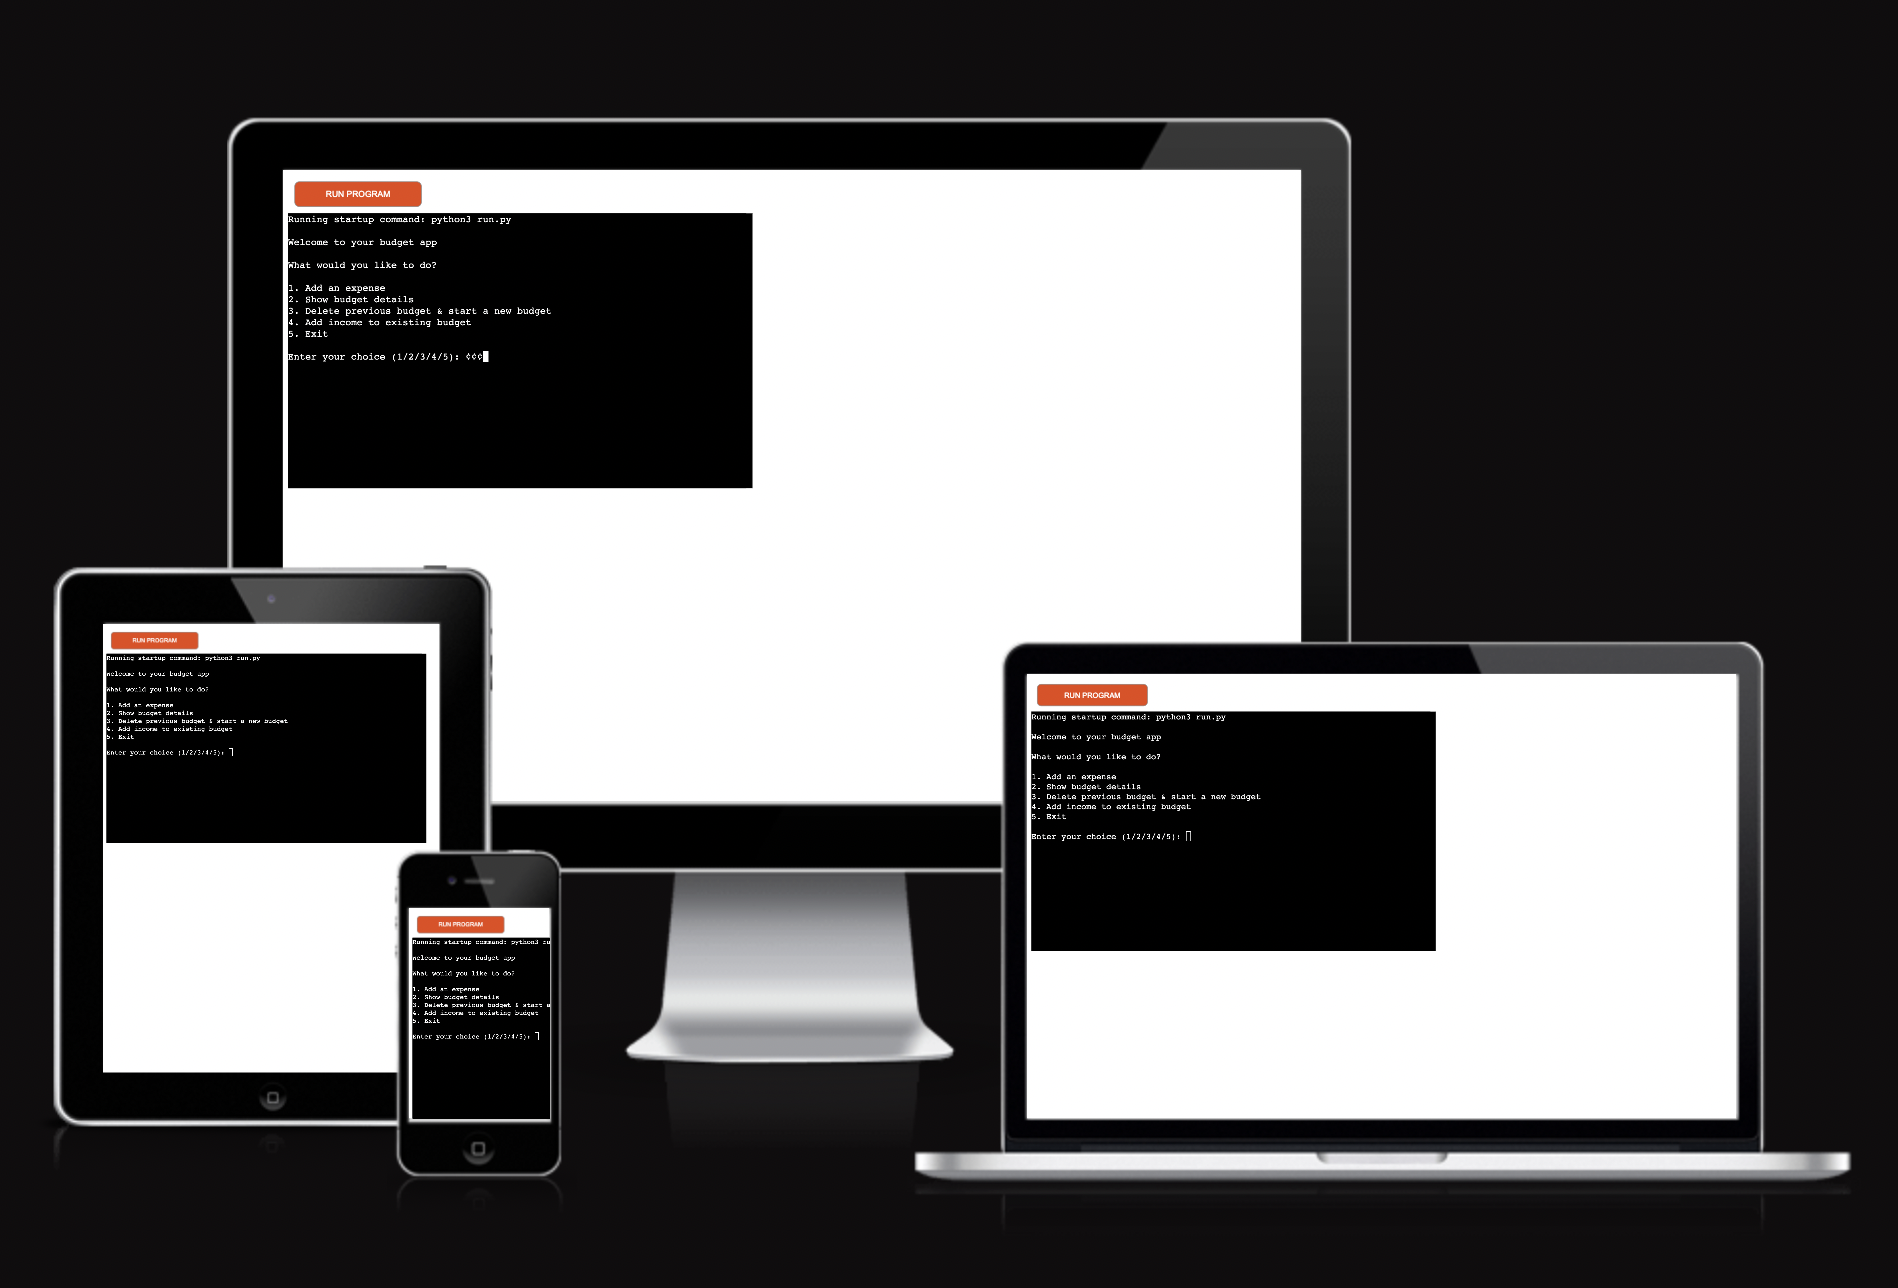 RUN PROGRAM
Running startup command: python3 run.py
Welcome to your budget app
What would you like to do?
1. Add an expense
2. Show budget details
3. Delete previous budget & start a new budget
4. Add income to existing budget
5. Exit
Enter your choice (1/2/3/4/5): ¢¢¢
RUN PROGRAM
Running startup command: python3 run.py
Welcome to your budget app
What would you like to do?
1. Add an expense
2. Show budget details
3. Delete previous budget & start a new budget
4. Add income to existing budget
5. Exit
Enter your choice (1/2/3/4/5):
RUN PROGRAM
Running startup command: python3 ru
Welcome to your budget app
What would you like to do?
1. Add an expense
2. Show budget details
3. Delete previous budget & start a
4. Add income to existing budget
5. Exit
Enter your choice (1/2/3/4/5):
RUN PROGRAM
Running startup command: python3 run.py
Welcome to your budget app
What would you like to do?
1. Add an expense
2. Show budget details
3. Delete previous budget & start a new budget
4. Add income to existing budget
5. Exit
Enter your choice (1/2/3/4/5):